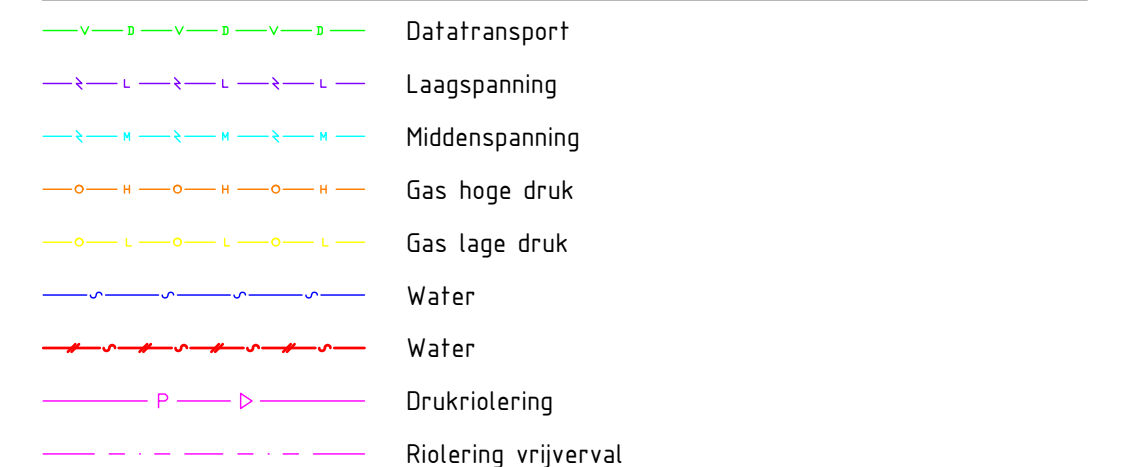 V D V D V D Datatransport
L L L Laagspanning
M M M Middenspanning
H H H Gas hoge druk
L L L Gas lage druk
Water
Water
P Drukriolering
Riolering vrijverval